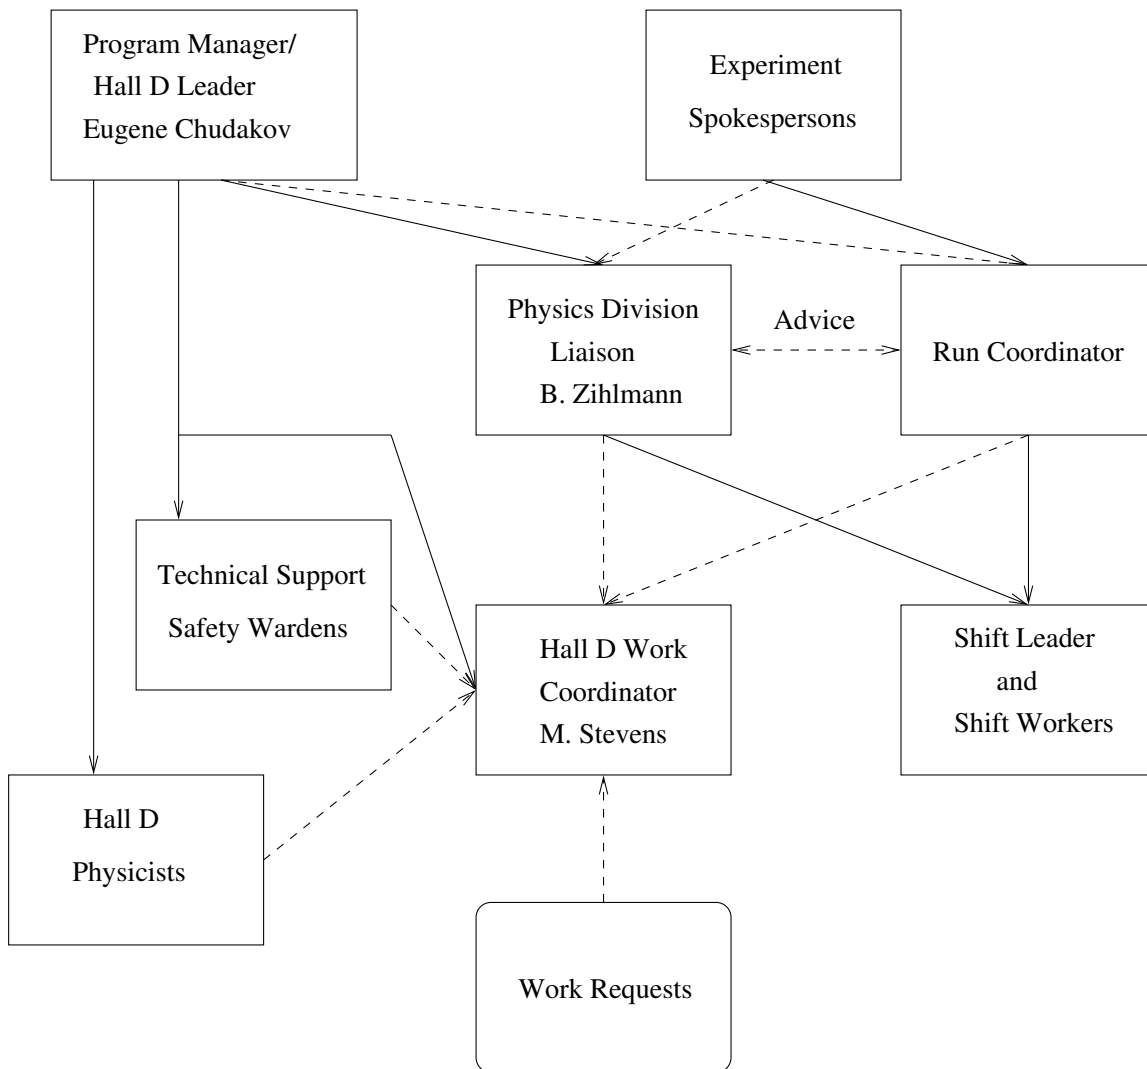 Program Manager/
Hall D Leader
Eugene Chudakov
Experiment
Spokespersons
Physics Division
Liaison
B. Zihlmann
Advice
Run Coordinator
Technical Support
Safety Wardens
Hall D Work
Coordinator
M. Stevens
Shift Leader
and
Shift Workers
Hall D
Physicists
Work Requests